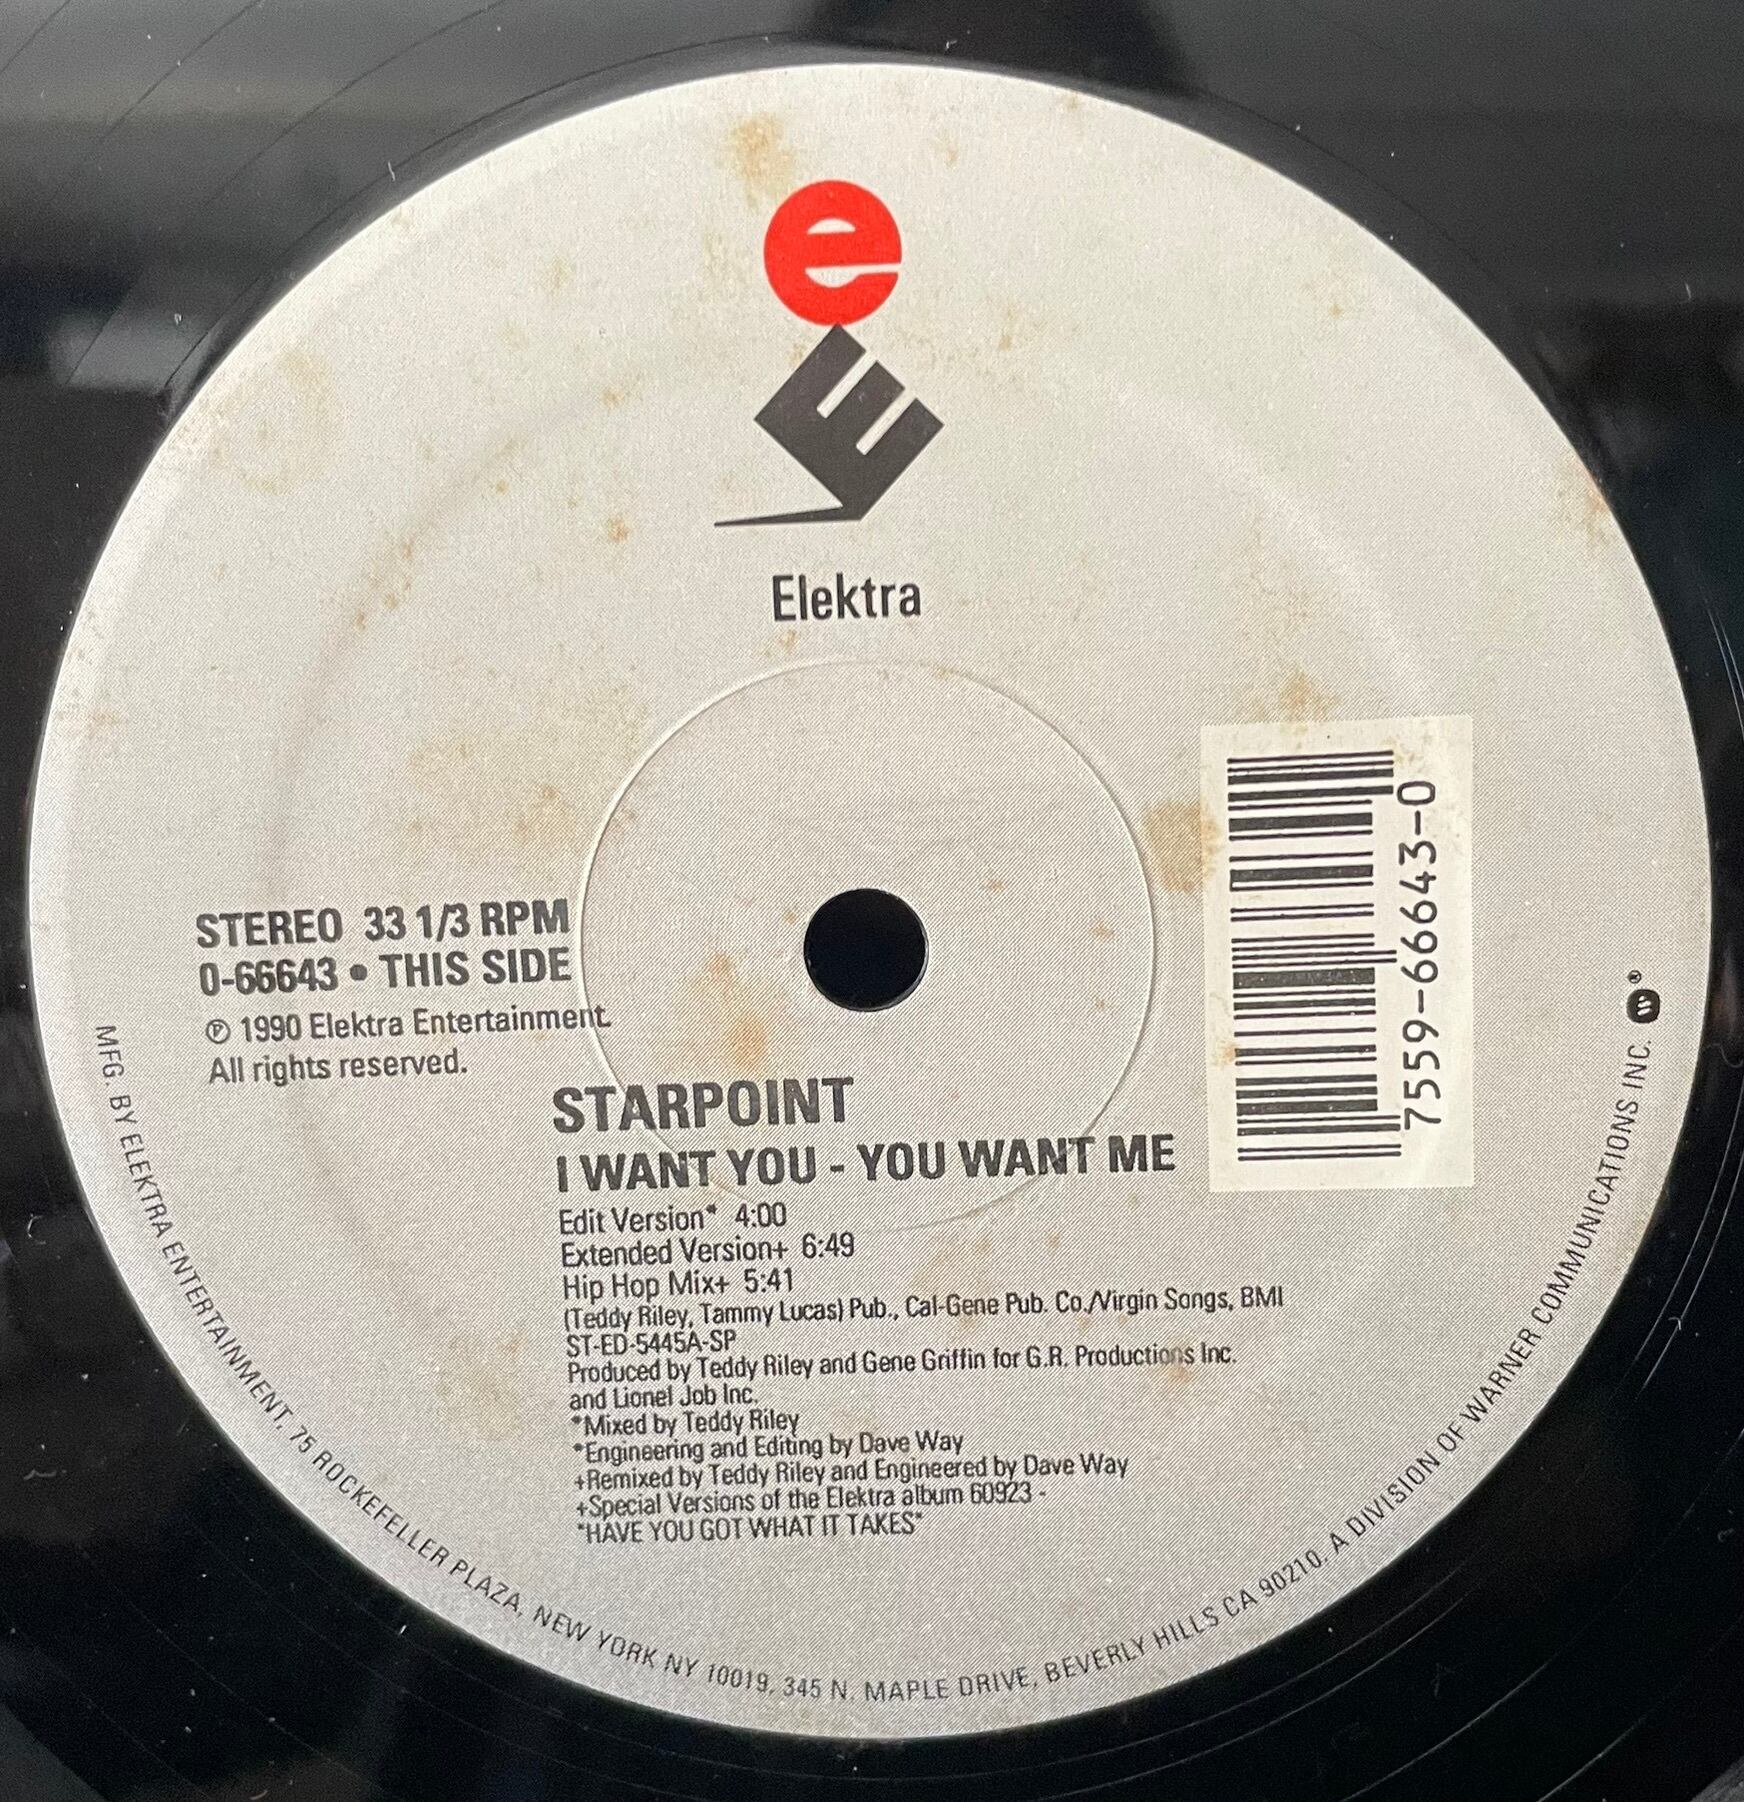 e
E
Elektra
STEREO 33 1/3 RPM
0-66643 • THIS SIDE
℗ 1990 Elektra Entertainment.
All rights reserved.
7559-66643-0
STARPOINT
I WANT YOU - YOU WANT ME
Edit Version* 4:00
Extended Version+ 6:49
Hip Hop Mix+ 5:41
(Teddy Riley, Tammy Lucas) Pub., Cal-Gene Pub. Co./Virgin Songs, BMI
ST-ED-5445A-SP
Produced by Teddy Riley and Gene Griffin for G.R. Productions Inc.
and Lionel Job Inc.
*Mixed by Teddy Riley
*Engineering and Editing by Dave Way
+Remixed by Teddy Riley and Engineered by Dave Way
+Special Versions of the Elektra album 60923 -
"HAVE YOU GOT WHAT IT TAKES"
MFG. BY ELEKTRA ENTERTAINMENT, 75 ROCKEFELLER PLAZA, NEW YORK NY 10019, 345 N. MAPLE DRIVE, BEVERLY HILLS CA 90210. A DIVISION OF WARNER COMMUNICATIONS INC. W ®